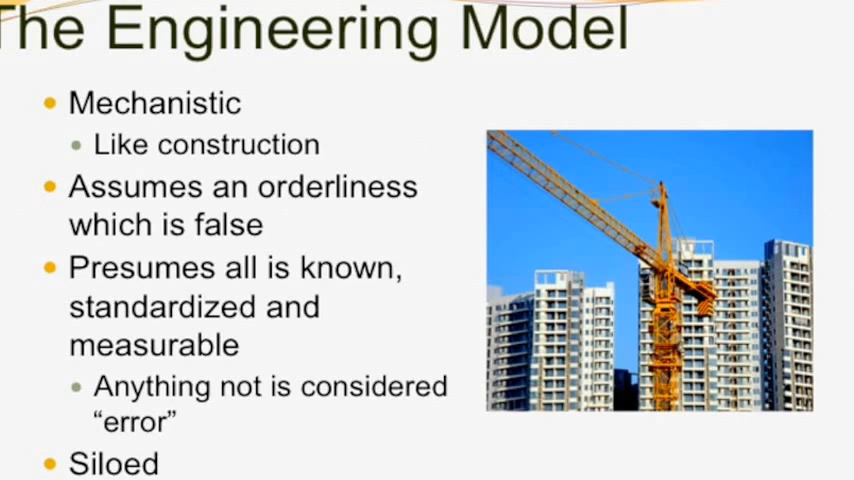 The Engineering Model
Mechanistic
Like construction
Assumes an orderliness
which is false
Presumes all is known,
standardized and
measurable
Anything not is considered
“error”
Siloed